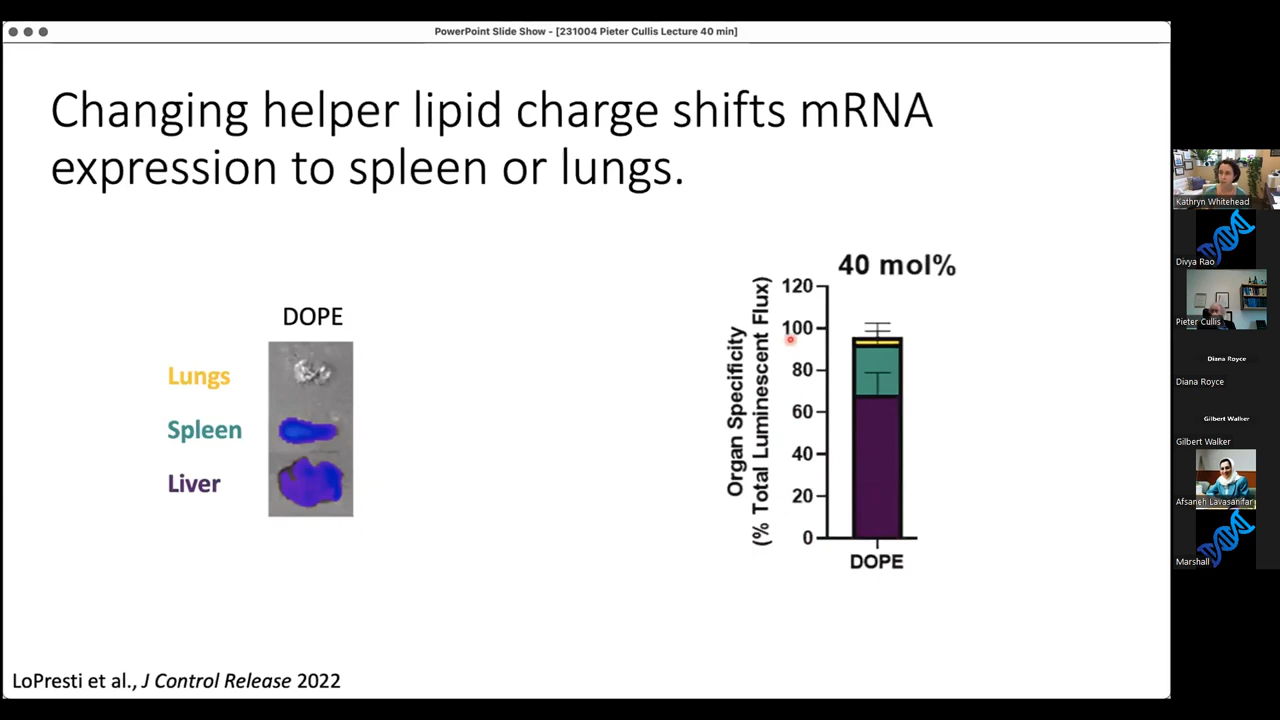 PowerPoint Slide Show - [231004 Pieter Cullis Lecture 40 min]
Changing helper lipid charge shifts mRNA
expression to spleen or lungs.
DOPE
Lungs
Spleen
Liver
40 mol%
Organ Specificity
(% Total Luminescent Flux)
120
100
80
60
40
20
0
DOPE
LoPresti et al., J Control Release 2022
Kathryn Whitehead
Divya Rao
Pieter Cullis
Diana Royce
Diana Royce
Gilbert Walker
Gilbert Walker
Afsaneh Lavasanifar
Marshall